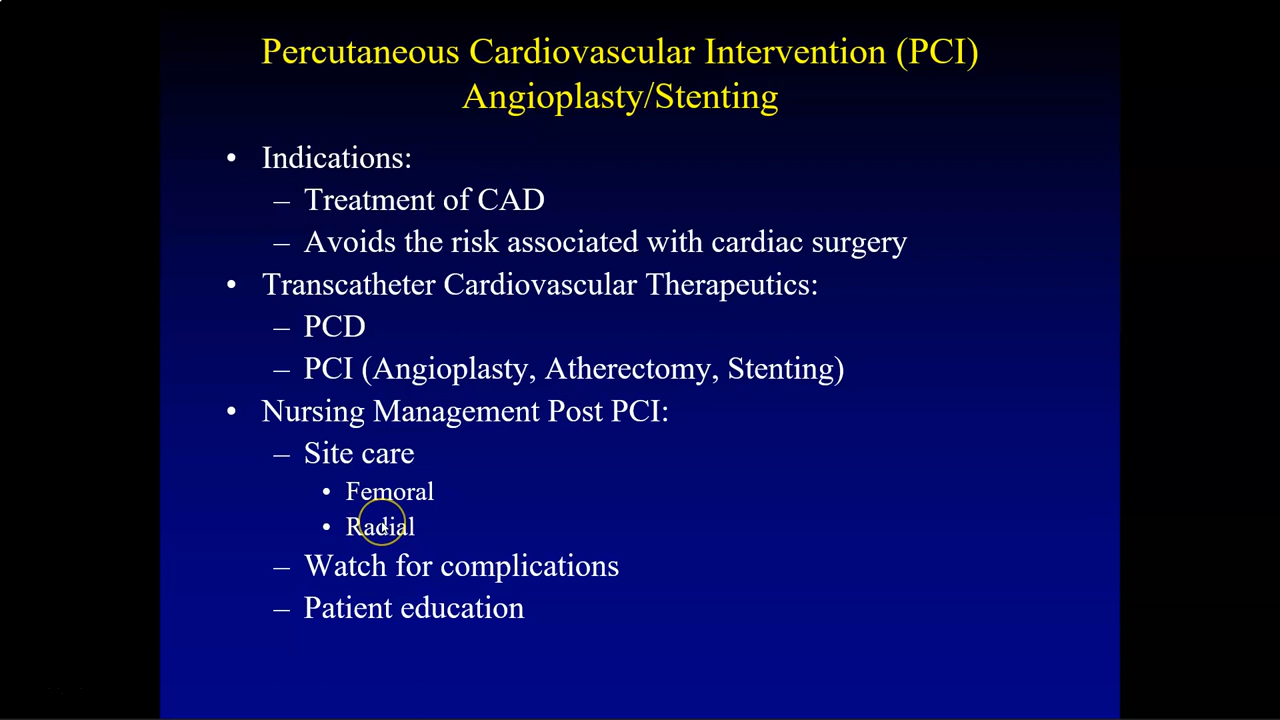 Percutaneous Cardiovascular Intervention (PCI)
Angioplasty/Stenting
• Indications:
– Treatment of CAD
– Avoids the risk associated with cardiac surgery
• Transcatheter Cardiovascular Therapeutics:
– PCD
– PCI (Angioplasty, Atherectomy, Stenting)
• Nursing Management Post PCI:
– Site care
• Femoral
• Radial
– Watch for complications
– Patient education